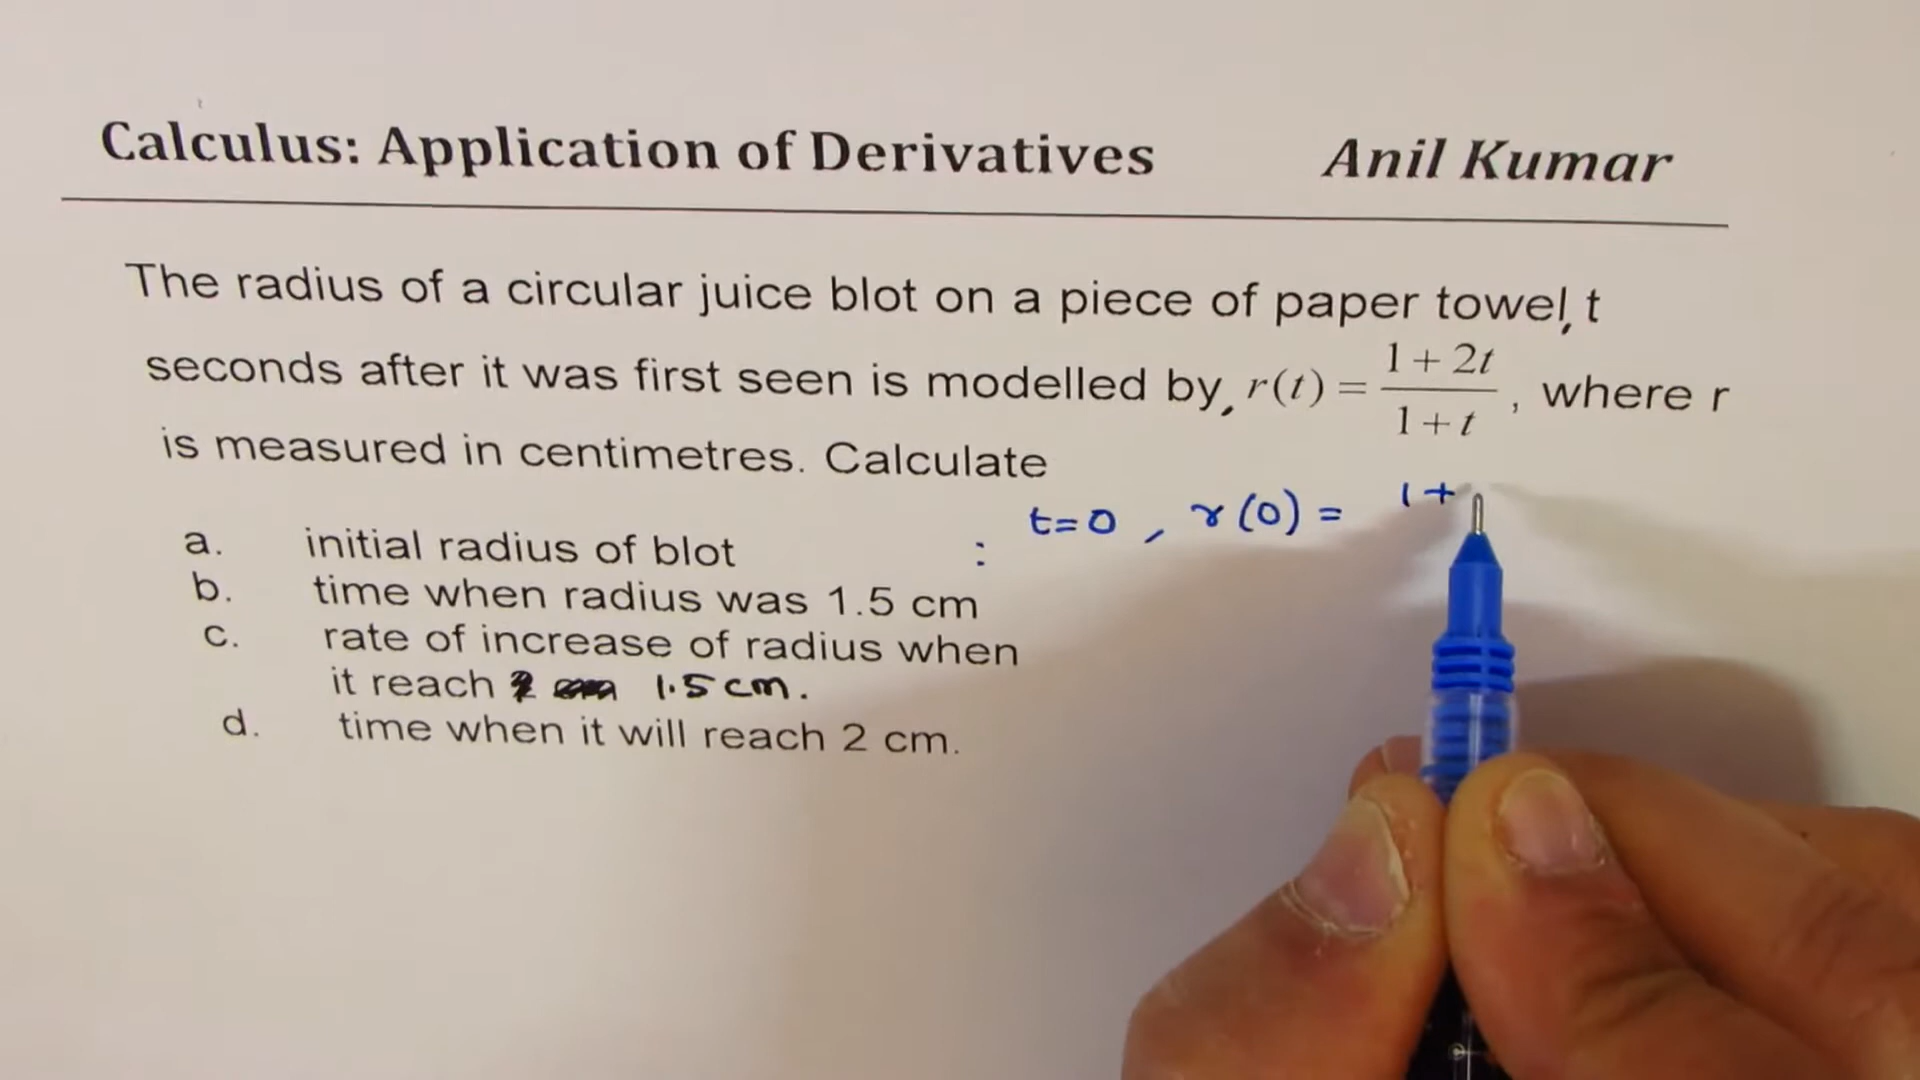 Calculus: Application of Derivatives Anil Kumar
The radius of a circular juice blot on a piece of paper towel, t
seconds after it was first seen is modelled by, r(t) = \frac{1+2t}{1+t}, where r
is measured in centimetres. Calculate
a. initial radius of blot : t=0, r(0) = 1+
b. time when radius was 1.5 cm
c. rate of increase of radius when
it reach 1.5 cm.
d. time when it will reach 2 cm.